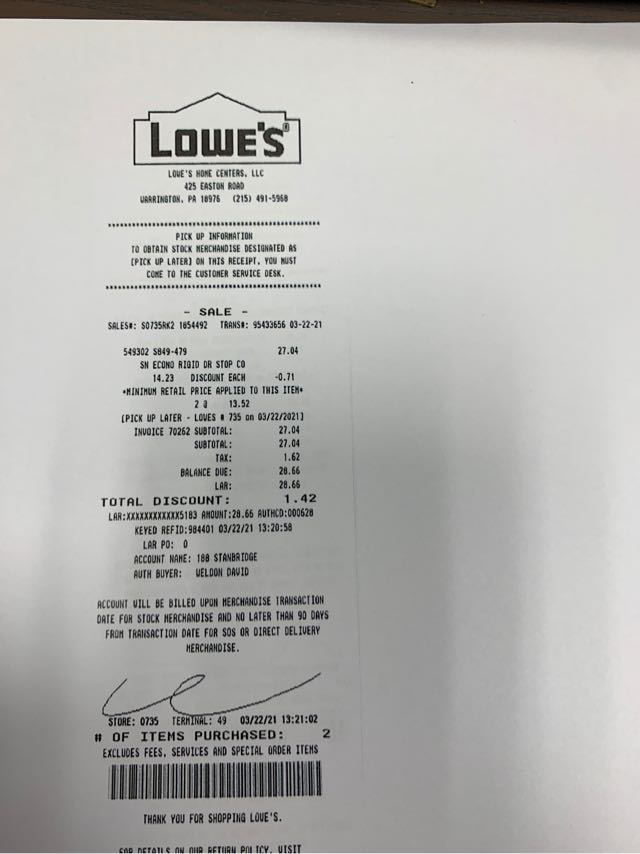 LOWE'S®
LOWE'S HOME CENTERS, LLC
425 EASTON ROAD
WARRINGTON, PA 18976 (215) 491-5968
PICK UP INFORMATION
TO OBTAIN STOCK MERCHANDISE DESIGNATED AS
[PICK UP LATER] ON THIS RECEIPT, YOU MUST
COME TO THE CUSTOMER SERVICE DESK.
- SALE -
SALES#: S0735RK2 1854492 TRANS#: 95433656 03-22-21
549302 S849-479 27.04
SN ECONO RIGID DR STOP CO
14.23 DISCOUNT EACH -0.71
*MINIMUM RETAIL PRICE APPLIED TO THIS ITEM*
2 @ 13.52
[PICK UP LATER - LOWES # 735 on 03/22/2021]
INVOICE 70262 SUBTOTAL: 27.04
SUBTOTAL: 27.04
TAX: 1.62
BALANCE DUE: 28.66
LAR: 28.66
TOTAL DISCOUNT: 1.42
LAR:XXXXXXXXXXXX5183 AMOUNT:28.66 AUTHCD:000628
KEYED REFID:984401 03/22/21 13:20:58
LAR PO: 0
ACCOUNT NAME: 188 STANBRIDGE
AUTH BUYER: WELDON DAVID
ACCOUNT WILL BE BILLED UPON MERCHANDISE TRANSACTION
DATE FOR STOCK MERCHANDISE AND NO LATER THAN 90 DAYS
FROM TRANSACTION DATE FOR SOS OR DIRECT DELIVERY
MERCHANDISE.
STORE: 0735 TERMINAL: 49 03/22/21 13:21:02
# OF ITEMS PURCHASED: 2
EXCLUDES FEES, SERVICES AND SPECIAL ORDER ITEMS
THANK YOU FOR SHOPPING LOWE'S.
FOR DETAILS ON OUR RETURN POLICY, VISIT